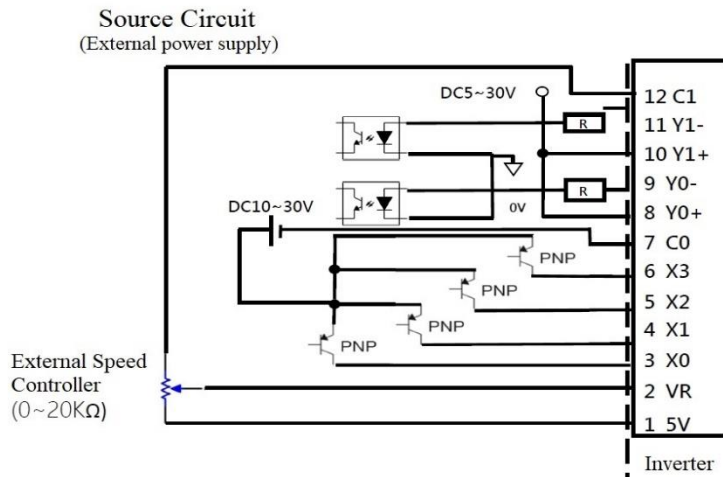 Source Circuit
(External power supply)
DC5~30V
12 C1
R
11 Y1-
10 Y1+
9 Y0-
R
0V
8 Y0+
DC10~30V
7 C0
PNP
6 X3
PNP
5 X2
PNP
4 X1
PNP
3 X0
External Speed
Controller
(0~20KΩ)
2 VR
1 5V
Inverter